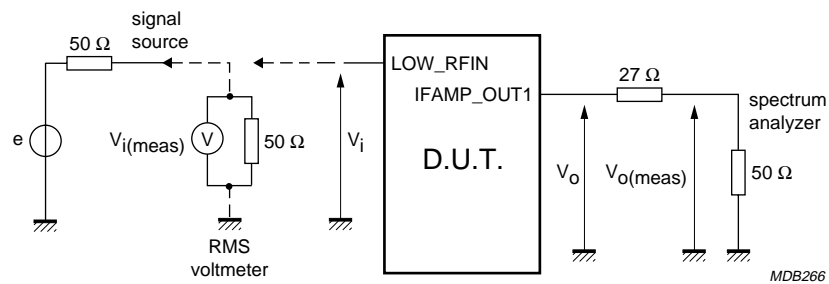 signal
source
50 Ω
e
Vi(meas)
V
50 Ω
RMS
voltmeter
Vi
LOW_RFIN
IFAMP_OUT1
D.U.T.
27 Ω
Vo
Vo(meas)
spectrum
analyzer
50 Ω
MDB266